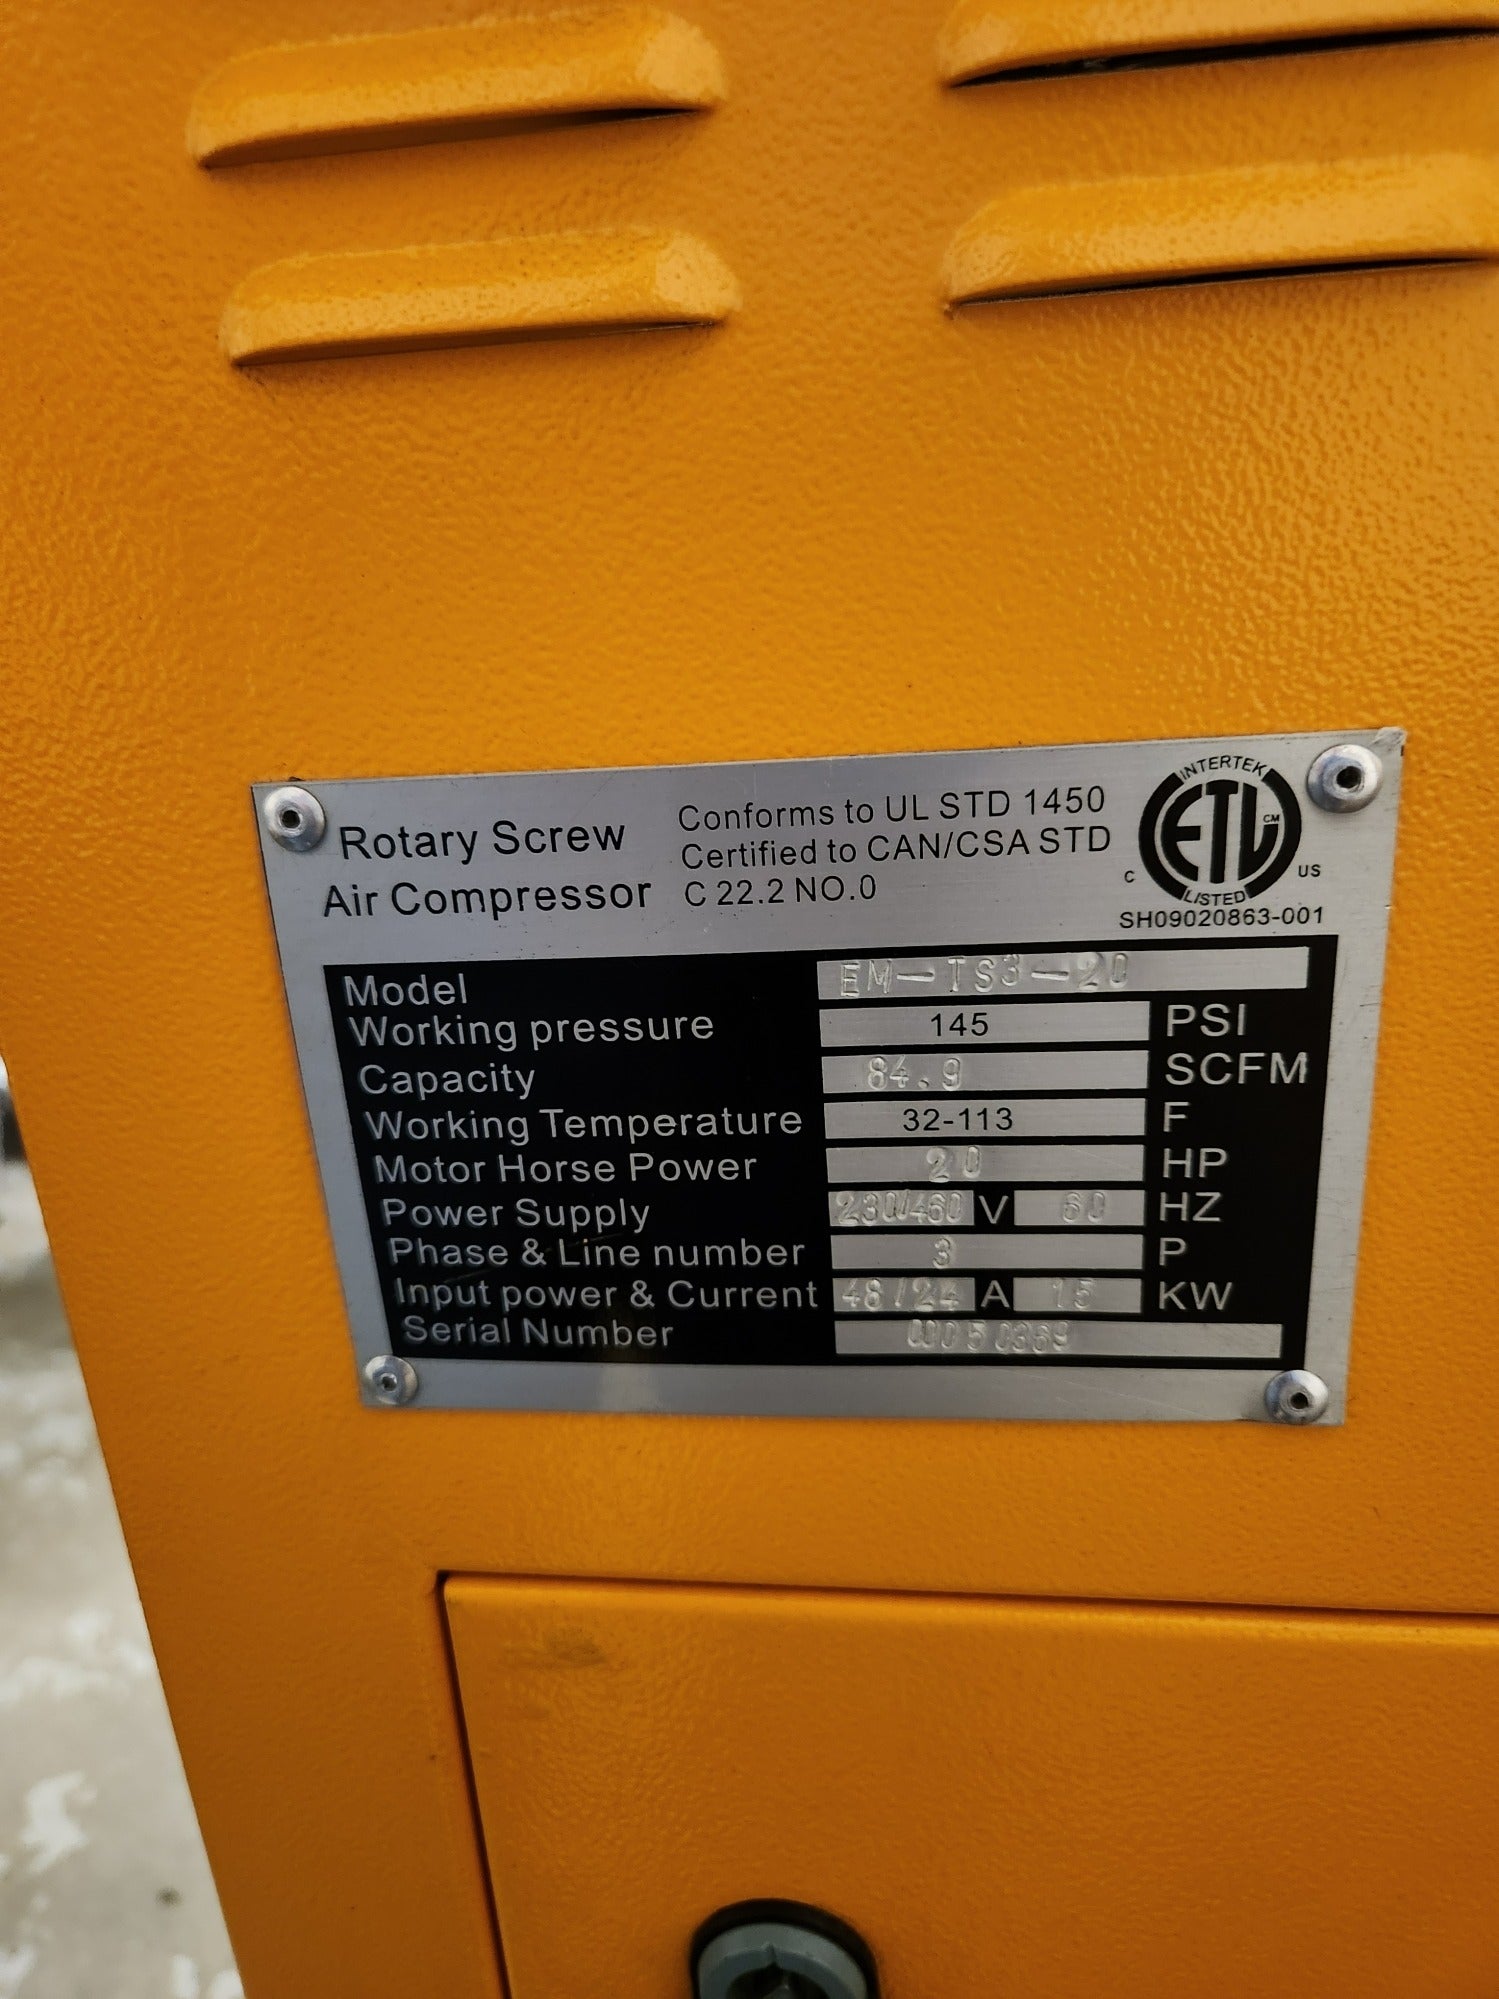 Rotary Screw
Air Compressor
Conforms to UL STD 1450
Certified to CAN/CSA STD
C 22.2 NO.0
INTERTEK
ETL CM
LISTED
C US
SH09020863-001
Model EM-TS3-20
Working pressure 145 PSI
Capacity 84.9 SCFM
Working Temperature 32-113 F
Motor Horse Power 20 HP
Power Supply 230/460 V 60 HZ
Phase & Line number 3 P
Input power & Current 48/24 A 15 KW
Serial Number